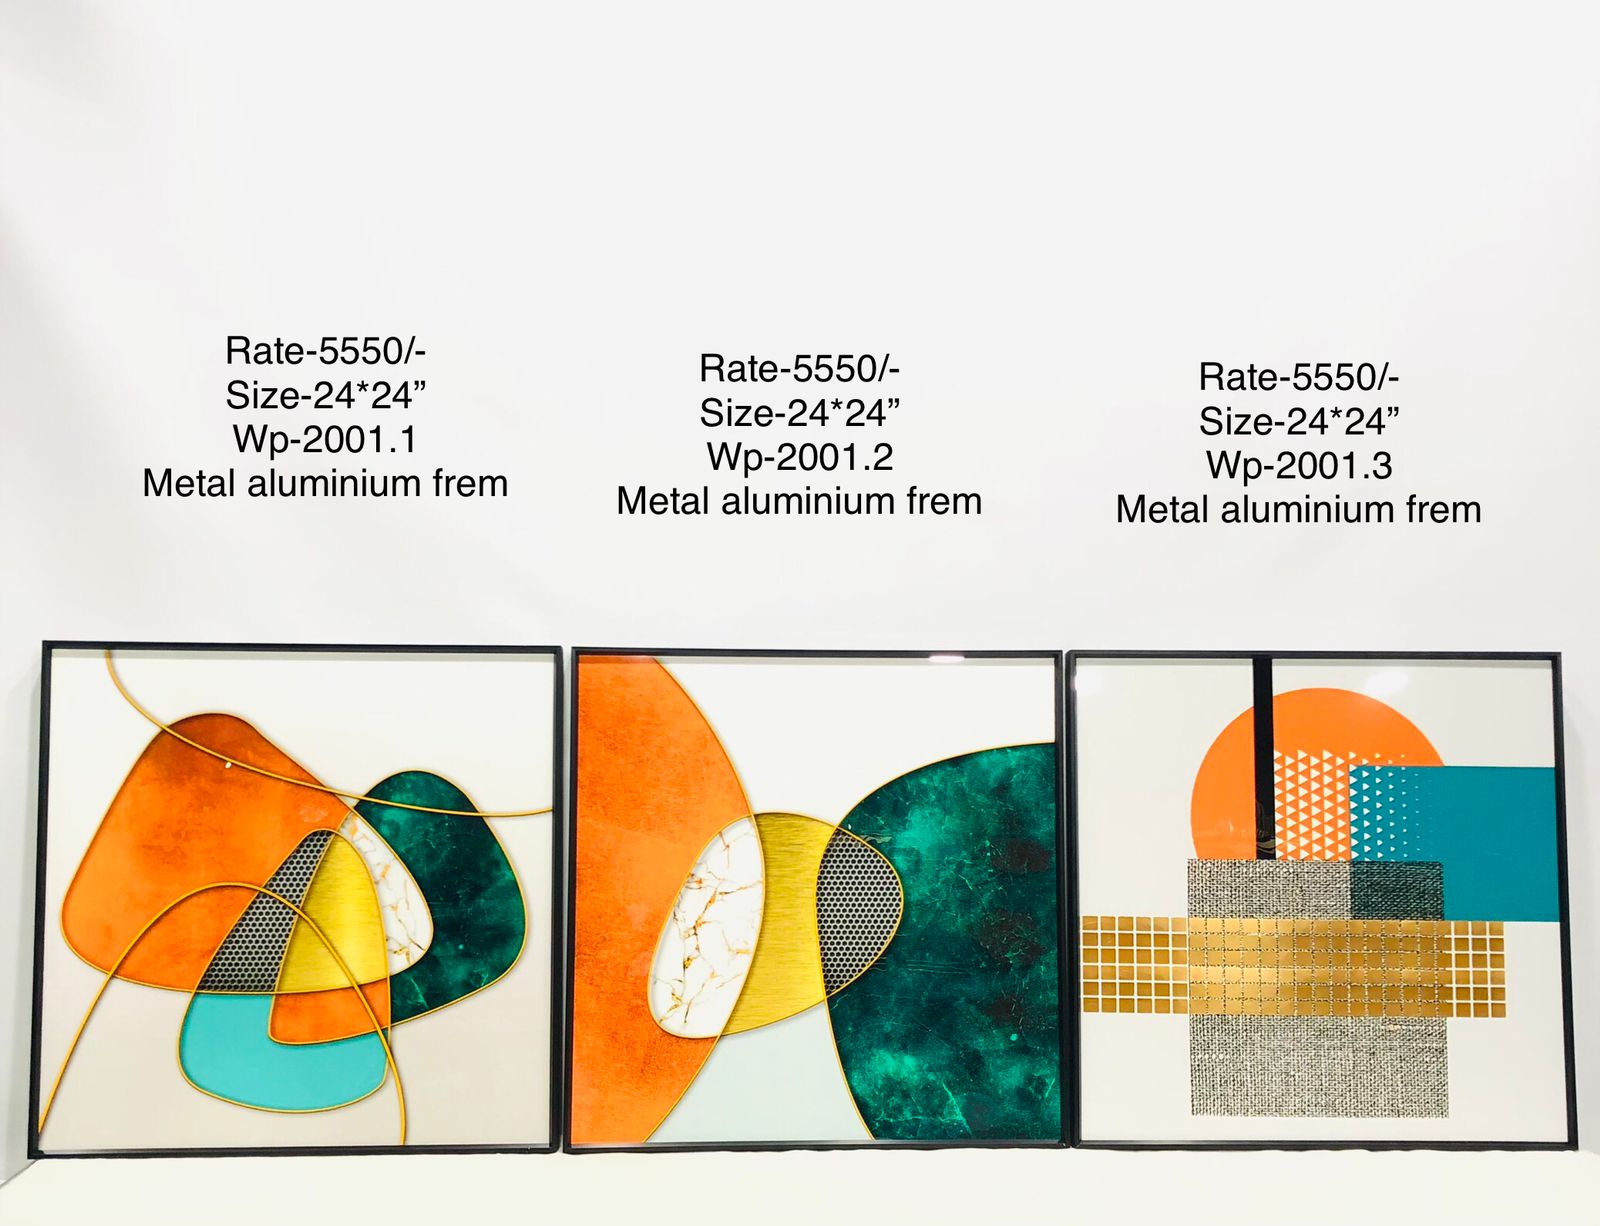 Rate-5550/-
Size-24*24”
Wp-2001.1
Metal aluminium frem
Rate-5550/-
Size-24*24”
Wp-2001.2
Metal aluminium frem
Rate-5550/-
Size-24*24”
Wp-2001.3
Metal aluminium frem